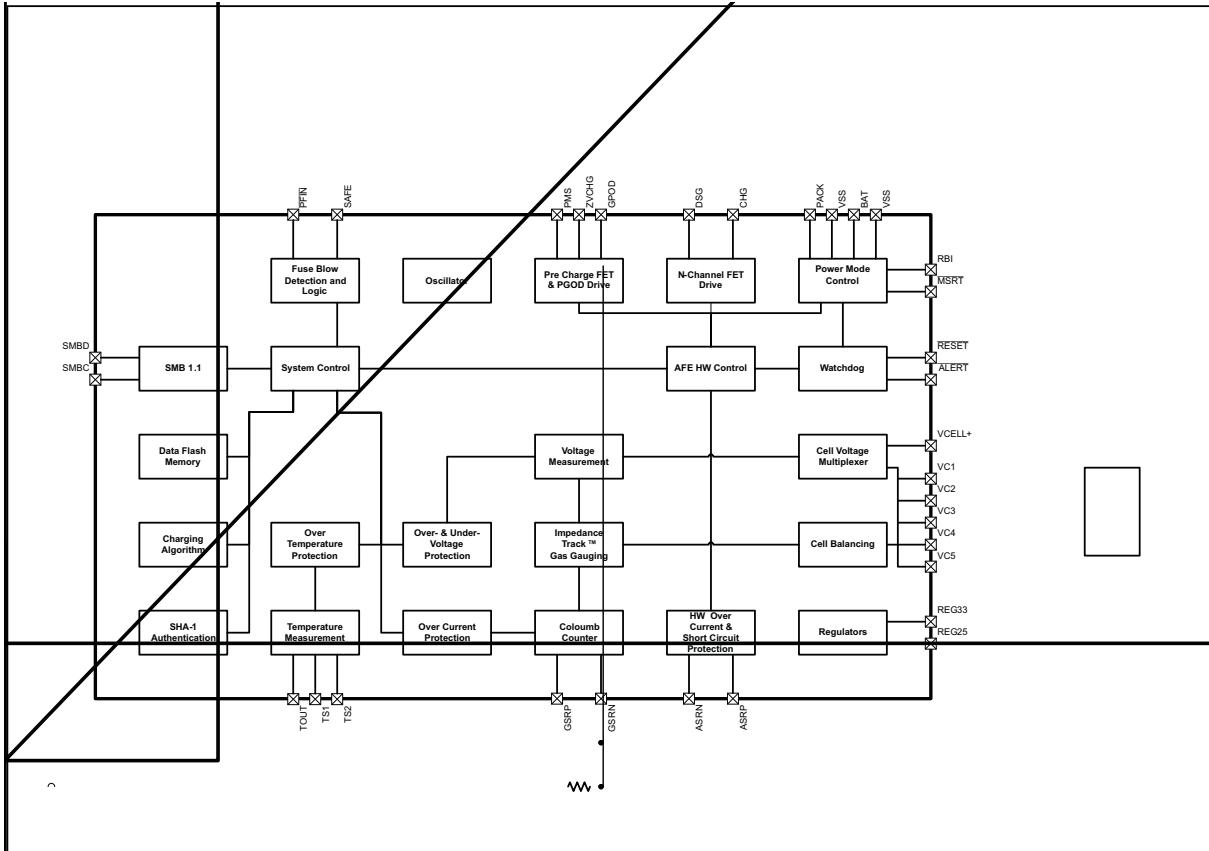 PFIN
SAFE
PMS
ZVCHG
GPOD
DSG
CHG
PACK
VSS
BAT
VSS
Fuse Blow
Detection and
Logic
Oscillator
Pre Charge FET
& PGOD Drive
N-Channel FET
Drive
Power Mode
Control
RBI
MSRT
SMBD
SMBC
SMB 1.1
System Control
AFE HW Control
Watchdog
RESET
ALERT
Data Flash
Memory
Voltage
Measurement
Cell Voltage
Multiplexer
VCELL+
VC1
VC2
VC3
VC4
VC5
Charging
Algorithm
Over
Temperature
Protection
Over- & Under-
Voltage
Protection
Impedance
Track ™
Gas Gauging
Cell Balancing
SHA-1
Authentication
Temperature
Measurement
Over Current
Protection
Coloumb
Counter
HW Over
Current &
Short Circuit
Protection
Regulators
REG33
REG25
TOUT
TS1
TS2
GSRP
GSRN
ASRN
ASRP